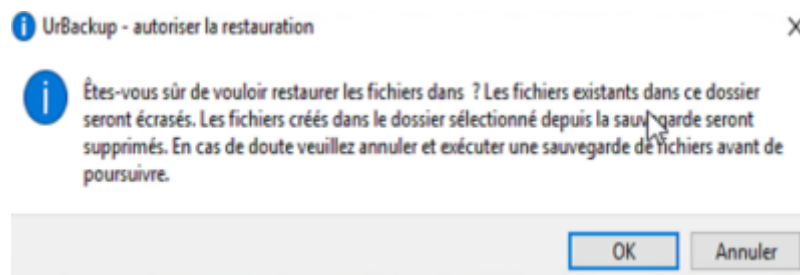 UrBackup - autoriser la restauration
Êtes-vous sûr de vouloir restaurer les fichiers dans ? Les fichiers existants dans ce dossier
seront écrasés. Les fichiers créés dans le dossier sélectionné depuis la sauvegarde seront
supprimés. En cas de doute veuillez annuler et exécuter une sauvegarde de fichiers avant de
poursuivre.
OK
Annuler